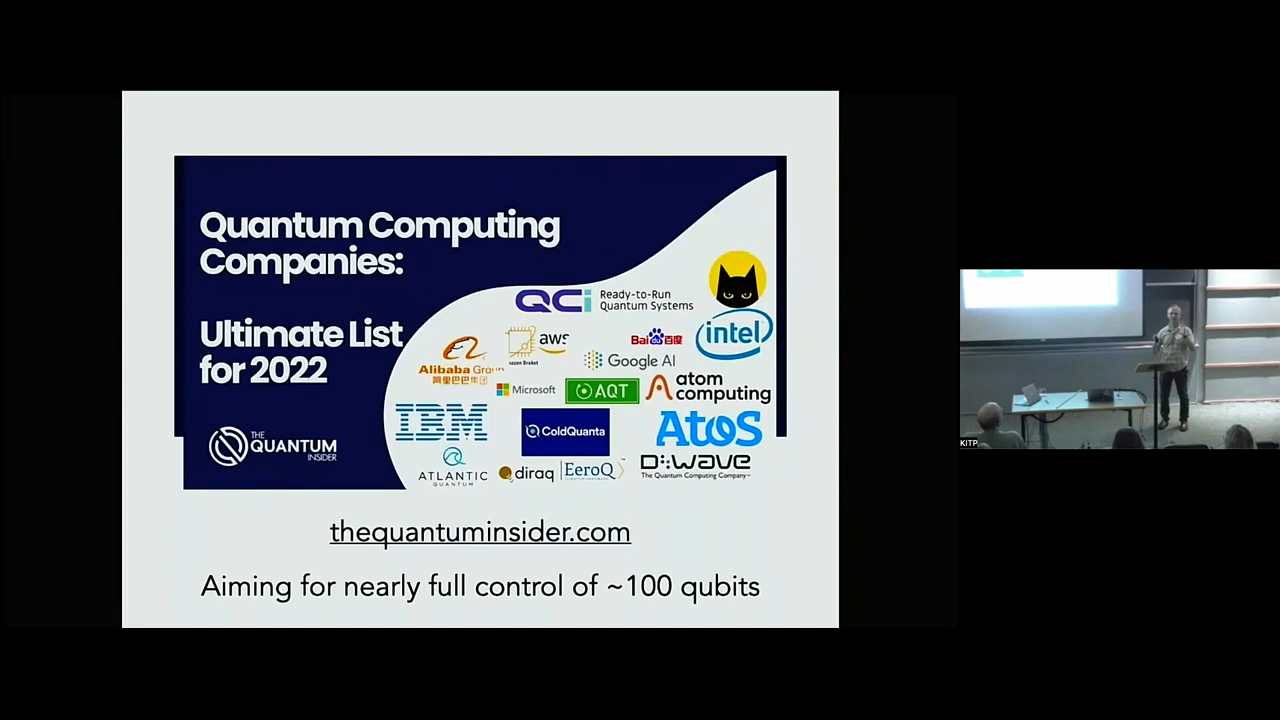 Quantum Computing
Companies:
Ultimate List
for 2022
THE
QUANTUM
INSIDER
QCi
Ready-to-Run
Quantum Systems
intel
Alibaba Group
阿里巴巴集团
aws
Bai百度
Google AI
Microsoft
AQT
atom
computing
IBM
ColdQuanta
Atos
ATLANTIC
QUANTUM
diraq
EeroQ
D:wave
The Quantum Computing Company
thequantuminsider.com
Aiming for nearly full control of ~100 qubits
KITP